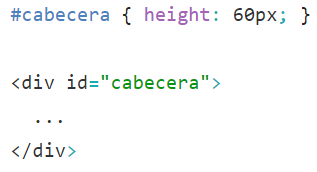 #cabecera { height: 60px; }
<div id="cabecera">
...
</div>